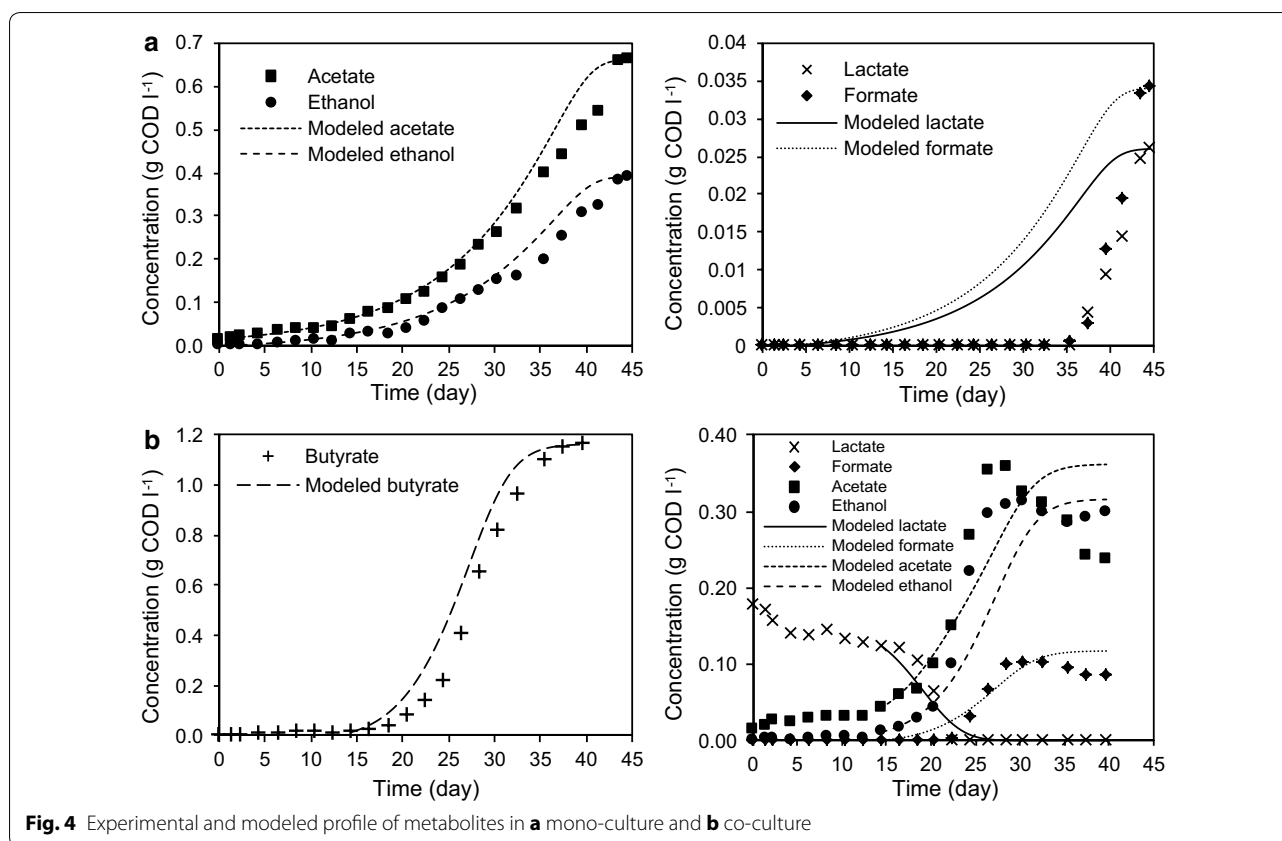 a
0.7
0.6
0.5
0.4
0.3
0.2
0.1
0.0
Concentration (g COD l-1)
Acetate
Ethanol
Modeled acetate
Modeled ethanol
0 5 10 15 20 25 30 35 40 45
Time (day)
0.04
0.035
0.03
0.025
0.02
0.015
0.01
0.005
0
Concentration (g COD l-1)
Lactate
Formate
Modeled lactate
Modeled formate
0 5 10 15 20 25 30 35 40 45
Time (day)
b
1.2
1.0
0.8
0.6
0.4
0.2
0.0
Concentration (g COD l-1)
Butyrate
Modeled butyrate
0 5 10 15 20 25 30 35 40 45
Time (day)
0.40
0.30
0.20
0.10
0.00
Concentration (g COD l-1)
Lactate
Formate
Acetate
Ethanol
Modeled lactate
Modeled formate
Modeled acetate
Modeled ethanol
0 5 10 15 20 25 30 35 40 45
Time (day)
Fig. 4 Experimental and modeled profile of metabolites in a mono-culture and b co-culture